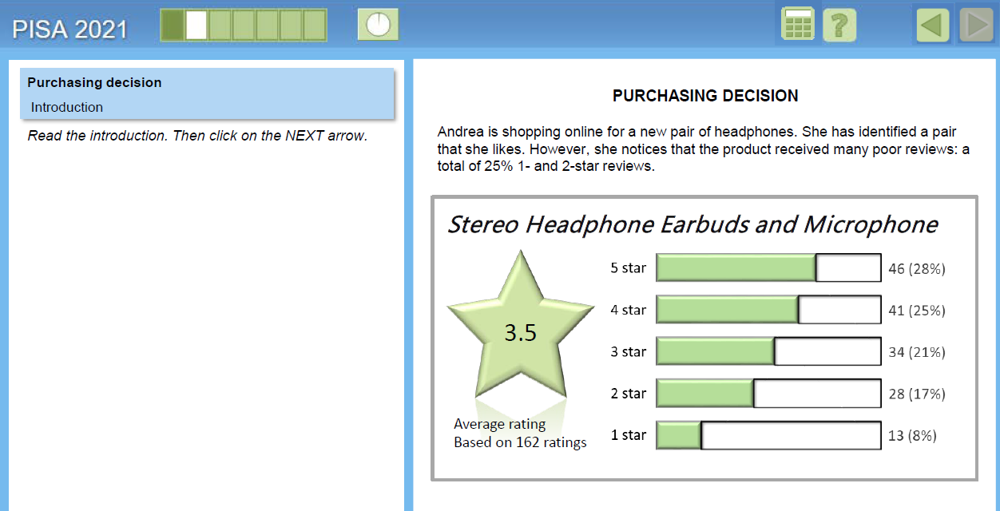 PISA 2021
?
Purchasing decision
Introduction
Read the introduction. Then click on the NEXT arrow.
PURCHASING DECISION
Andrea is shopping online for a new pair of headphones. She has identified a pair
that she likes. However, she notices that the product received many poor reviews: a
total of 25% 1- and 2-star reviews.
Stereo Headphone Earbuds and Microphone
3.5
Average rating
Based on 162 ratings
5 star 46 (28%)
4 star 41 (25%)
3 star 34 (21%)
2 star 28 (17%)
1 star 13 (8%)